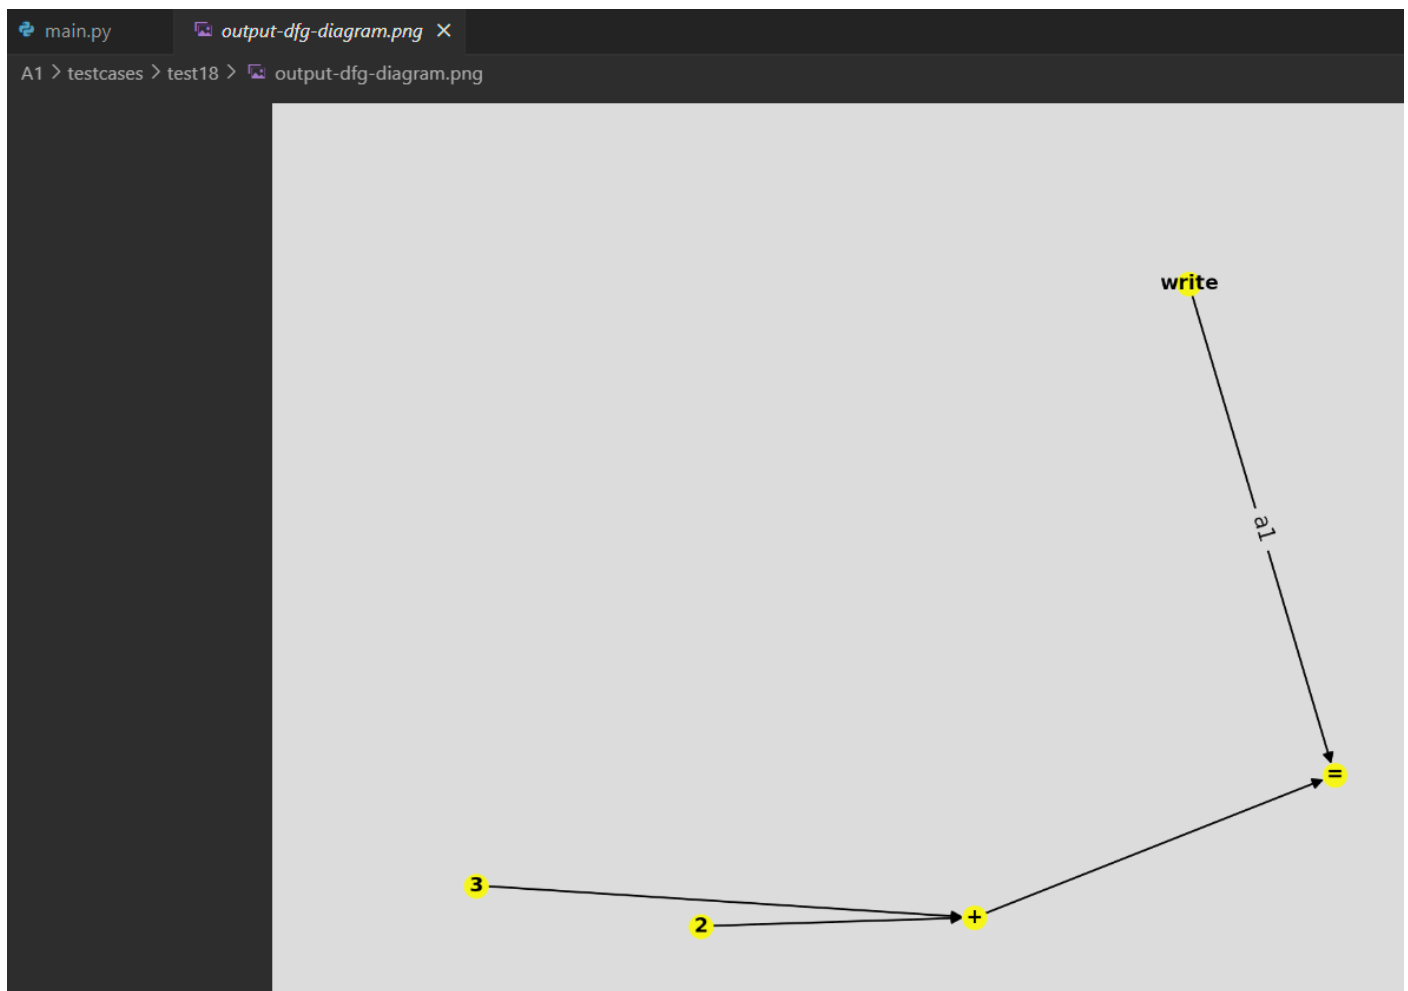 main.py output-dfg-diagram.png
A1 > testcases > test18 > output-dfg-diagram.png
write
a1
=
3
+
2